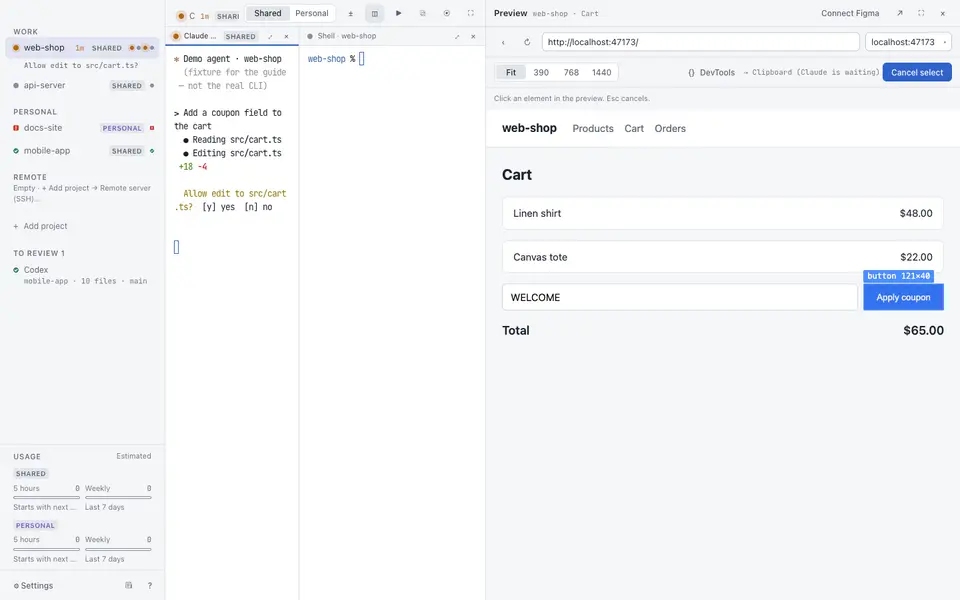 WORK
web-shop 1m SHARED
Allow edit to src/cart.ts?
api-server SHARED
PERSONAL
docs-site PERSONAL
mobile-app SHARED
REMOTE
Empty · + Add project → Remote server
(SSH)…
+ Add project
TO REVIEW 1
Codex
mobile-app · 10 files · main
USAGE Estimated
SHARED
5 hours 0 Weekly 0
Starts with next … Last 7 days
PERSONAL
5 hours 0 Weekly 0
Starts with next … Last 7 days
Settings ?
C 1m SHARI Shared Personal
Claude … SHARED
Demo agent · web-shop
(fixture for the guide
— not the real CLI)
> Add a coupon field to
the cart
● Reading src/cart.ts
● Editing src/cart.ts
+18 -4
Allow edit to src/cart
.ts? [y] yes [n] no
Shell · web-shop
web-shop %
Preview web-shop · Cart Connect Figma
http://localhost:47173/ localhost:47173
Fit 390 768 1440 {} DevTools → Clipboard (Claude is waiting) Cancel select
Click an element in the preview. Esc cancels.
web-shop Products Cart Orders
Cart
Linen shirt $48.00
Canvas tote $22.00
button 121×40
WELCOME Apply coupon
Total $65.00